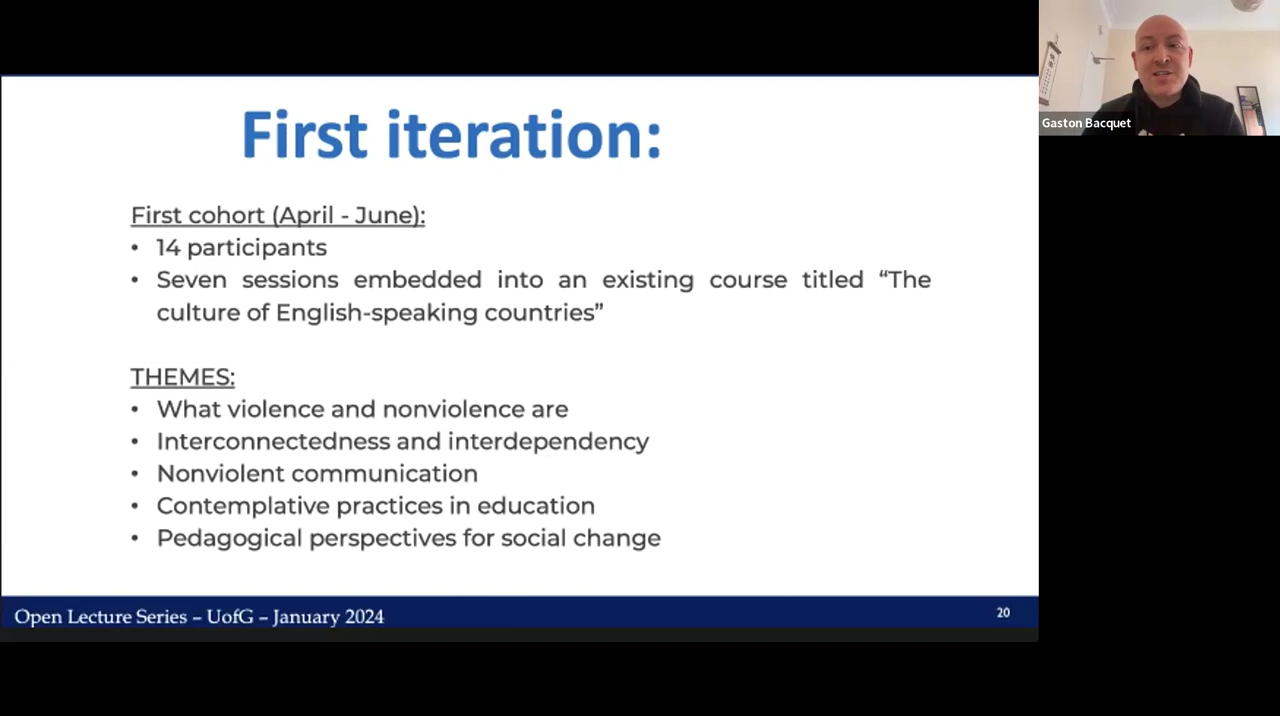 First iteration:
First cohort (April - June):
• 14 participants
• Seven sessions embedded into an existing course titled “The
culture of English-speaking countries”
THEMES:
• What violence and nonviolence are
• Interconnectedness and interdependency
• Nonviolent communication
• Contemplative practices in education
• Pedagogical perspectives for social change
Open Lecture Series – UofG – January 2024
20
Gaston Bacquet